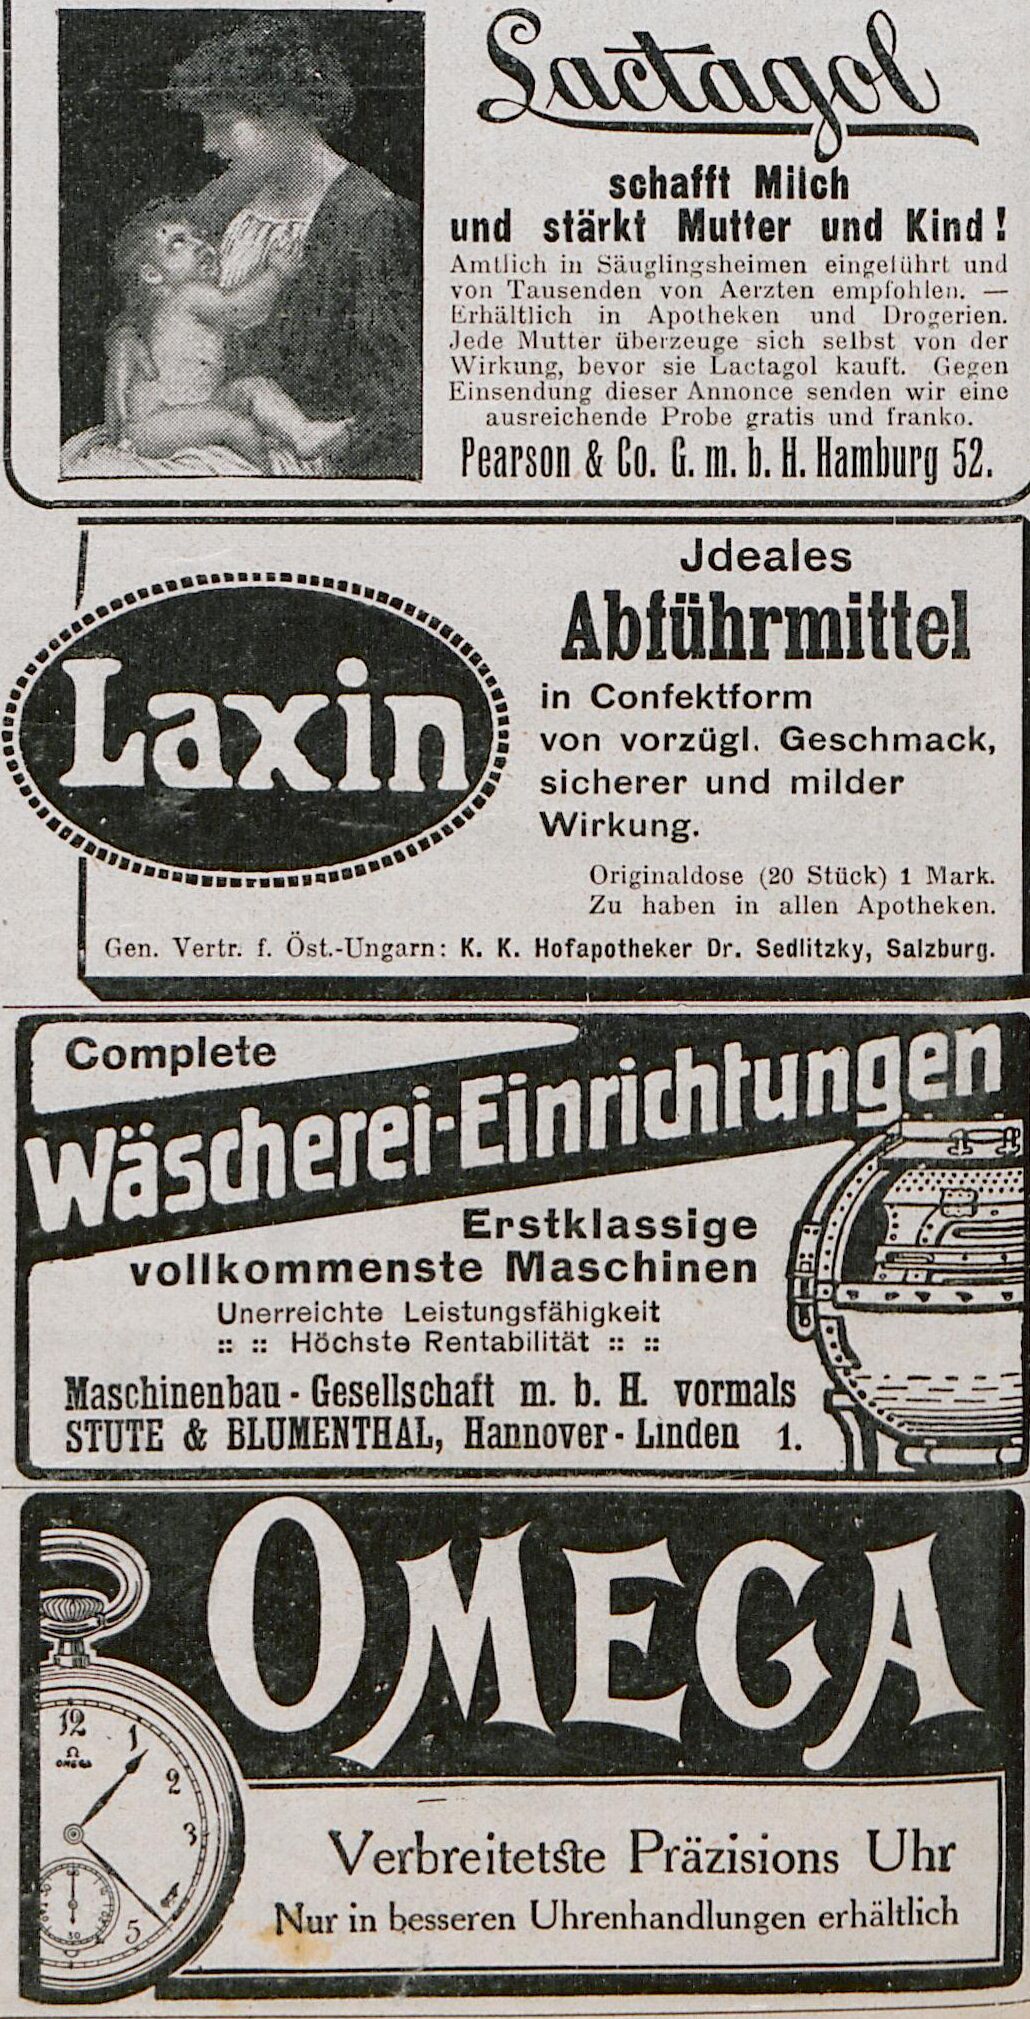 Lactagol
schafft Milch
und stärkt Mutter und Kind!
Amtlich in Säuglingsheimen eingeführt und
von Tausenden von Aerzten empfohlen. —
Erhältlich in Apotheken und Drogerien.
Jede Mutter überzeuge sich selbst von der
Wirkung, bevor sie Lactagol kauft. Gegen
Einsendung dieser Annonce senden wir eine
ausreichende Probe gratis und franko.
Pearson & Co. G. m. b. H. Hamburg 52.
Laxin
Jdeales
Abführmittel
in Confektform
von vorzügl. Geschmack,
sicherer und milder
Wirkung.
Originaldose (20 Stück) 1 Mark.
Zu haben in allen Apotheken.
Gen. Vertr. f. Öst.-Ungarn: K. K. Hofapotheker Dr. Sedlitzky, Salzburg.
Complete
Wäscherei-Einrichtungen
Erstklassige
vollkommenste Maschinen
Unerreichte Leistungsfähigkeit
:: :: Höchste Rentabilität :: ::
Maschinenbau - Gesellschaft m. b. H. vormals
STUTE & BLUMENTHAL, Hannover - Linden 1.
OMEGA
12
1
Ω
OMEGA
2
3
5
30
Verbreitetste Präzisions Uhr
Nur in besseren Uhrenhandlungen erhältlich